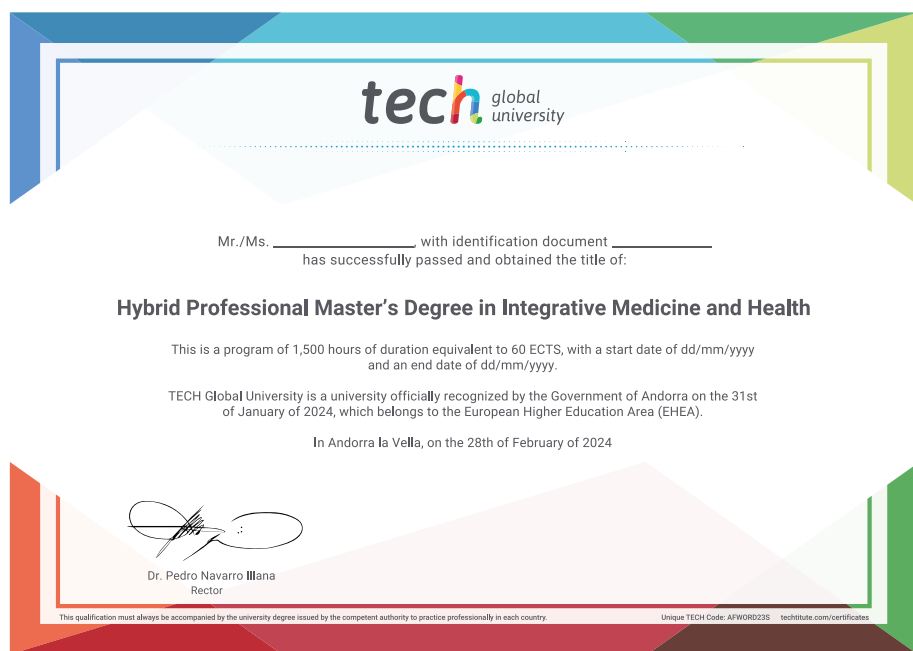 tech global
university
Mr./Ms. ______________, with identification document __________
has successfully passed and obtained the title of:
Hybrid Professional Master's Degree in Integrative Medicine and Health
This is a program of 1,500 hours of duration equivalent to 60 ECTS, with a start date of dd/mm/yyyy
and an end date of dd/mm/yyyy.
TECH Global University is a university officially recognized by the Government of Andorra on the 31st
of January of 2024, which belongs to the European Higher Education Area (EHEA).
In Andorra la Vella, on the 28th of February of 2024
Dr. Pedro Navarro Illana
Rector
This qualification must always be accompanied by the university degree issued by the competent authority to practice professionally in each country. Unique TECH Code: AFWORD23S techtitute.com/certificates